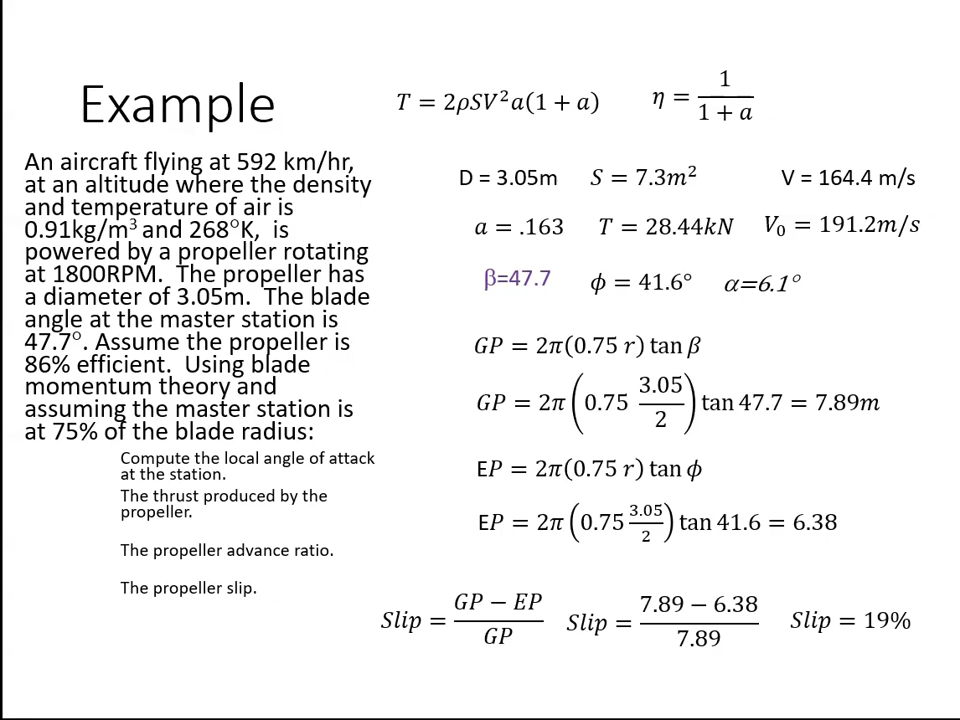 Example
An aircraft flying at 592 km/hr,
at an altitude where the density
and temperature of air is
0.91kg/m³ and 268°K, is
powered by a propeller rotating
at 1800RPM. The propeller has
a diameter of 3.05m. The blade
angle at the master station is
47.7°. Assume the propeller is
86% efficient. Using blade
momentum theory and
assuming the master station is
at 75% of the blade radius:
Compute the local angle of attack
at the station.
The thrust produced by the
propeller.
The propeller advance ratio.
The propeller slip.
T = 2ρSV²a(1 + a) η = 1/(1 + a)
D = 3.05m S = 7.3m² V = 164.4 m/s
a = .163 T = 28.44kN V₀ = 191.2m/s
β=47.7 ϕ = 41.6° α=6.1°
GP = 2π(0.75 r) tan β
GP = 2π(0.75 3.05/2) tan 47.7 = 7.89m
EP = 2π(0.75 r) tan ϕ
EP = 2π(0.75 3.05/2) tan 41.6 = 6.38
Slip = (GP − EP)/GP Slip = (7.89 − 6.38)/7.89 Slip = 19%